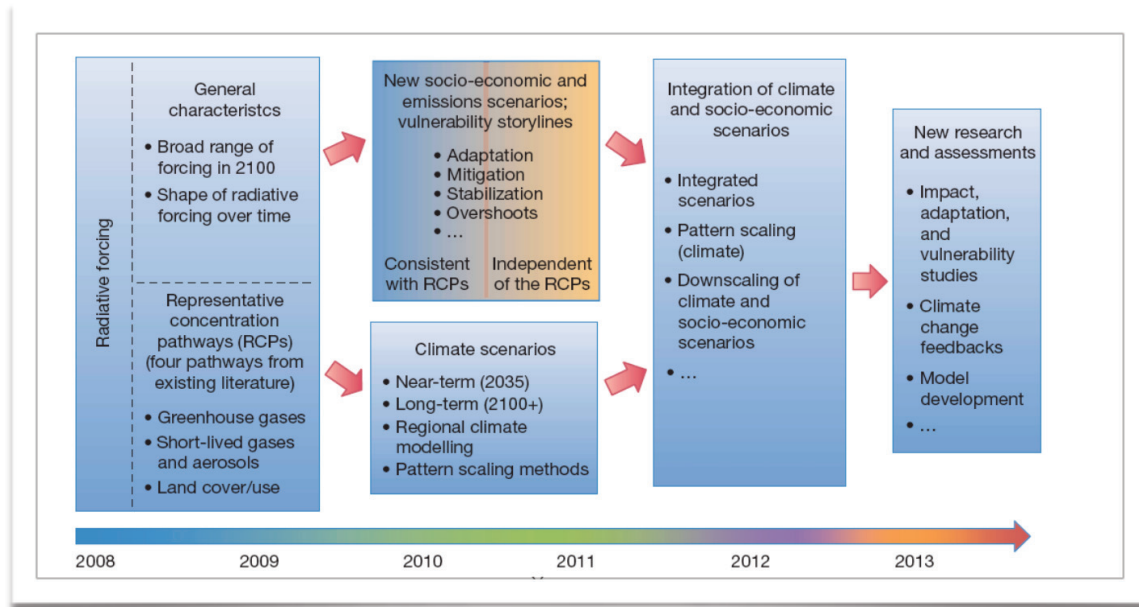 Radiative forcing
General
characteristcs
• Broad range of
forcing in 2100
• Shape of radiative
forcing over time
Representative
concentration
pathways (RCPs)
(four pathways from
existing literature)
• Greenhouse gases
• Short-lived gases
and aerosols
• Land cover/use
New socio-economic and
emissions scenarios;
vulnerability storylines
• Adaptation
• Mitigation
• Stabilization
• Overshoots
• ...
Consistent
with RCPs
Independent
of the RCPs
Climate scenarios
• Near-term (2035)
• Long-term (2100+)
• Regional climate
modelling
• Pattern scaling methods
Integration of climate
and socio-economic
scenarios
• Integrated
scenarios
• Pattern scaling
(climate)
• Downscaling of
climate and
socio-economic
scenarios
• ...
New research
and assessments
• Impact,
adaptation,
and
vulnerability
studies
• Climate
change
feedbacks
• Model
development
• ...
2008 2009 2010 2011 2012 2013